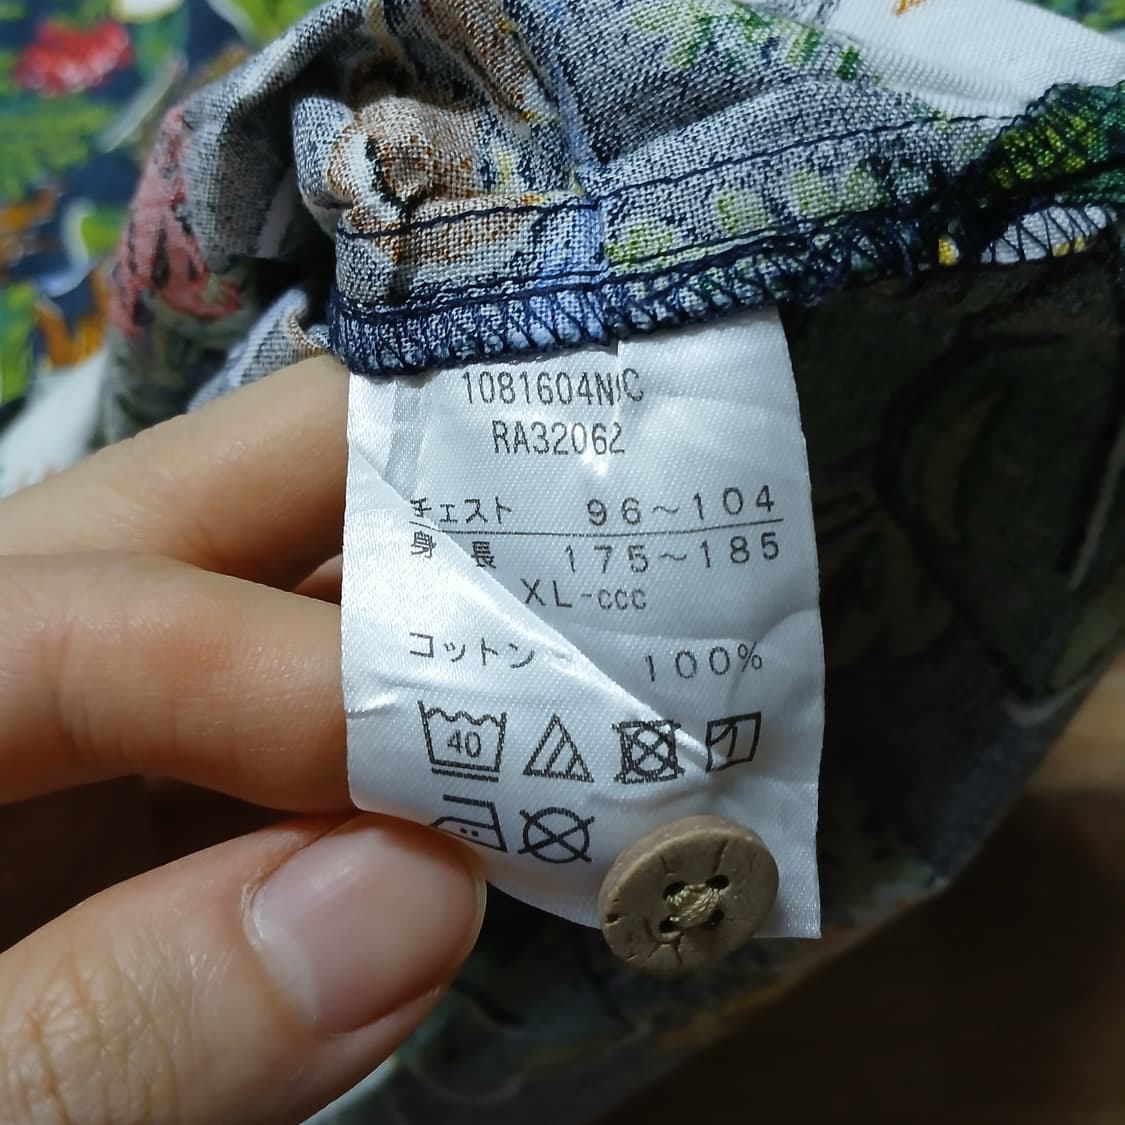 1081604N/C
RA32062
チェスト 96～104
身長 175～185
XL-ccc
コットン 100%
40